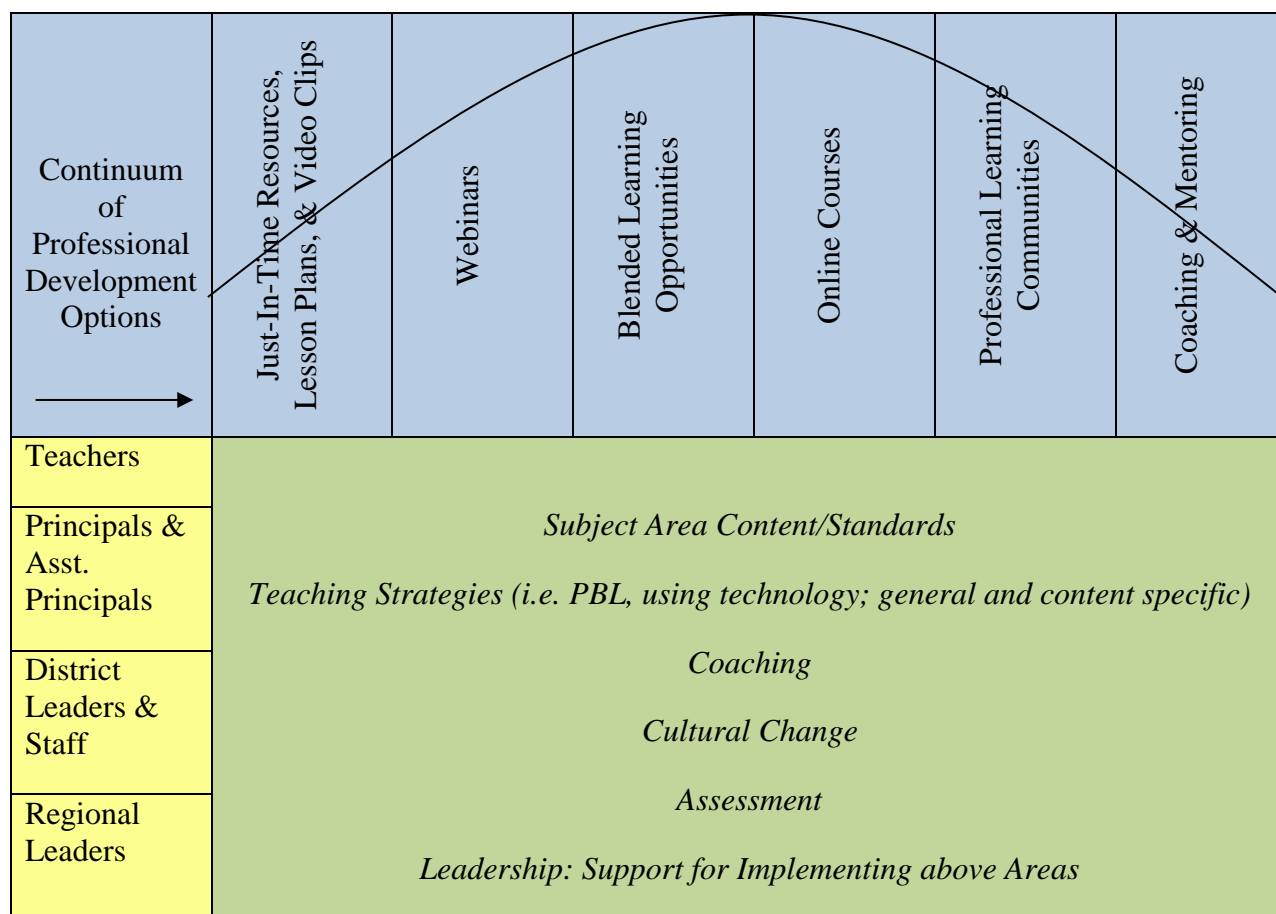 Continuum
of
Professional
Development
Options
Just-In-Time Resources,
Lesson Plans, & Video Clips
Webinars
Blended Learning
Opportunities
Online Courses
Professional Learning
Communities
Coaching & Mentoring
Teachers
Principals &
Asst.
Principals
District
Leaders &
Staff
Regional
Leaders
Subject Area Content/Standards
Teaching Strategies (i.e. PBL, using technology; general and content specific)
Coaching
Cultural Change
Assessment
Leadership: Support for Implementing above Areas